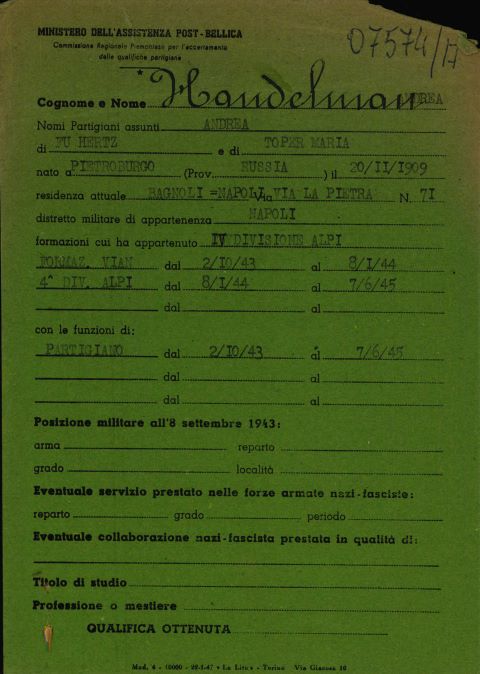 MINISTERO DELL'ASSISTENZA POST-BELLICA
07574/17
Commissione Regionale Piemontese per l'accertamento
delle qualifiche partigiane
Cognome e Nome Handelman ANDREA
Nomi Partigiani assunti ANDREA
di FU HERTZ e di TOPER MARIA
nato a PIETROBURGO (Prov. RUSSIA ) il 20/II/1909
residenza attuale BAGNOLI =NAPOLI Via VIA LA PIETRA N. 7I
distretto militare di appartenenza NAPOLI
formazioni cui ha appartenuto IV DIVISIONE ALPI
FORMAZ. VIAN dal 2/10/43 al 8/I/44
4^ DIV. ALPI dal 8/I/44 al 7/6/45
dal al
con le funzioni di:
PARTIGIANO dal 2/10/43 al 7/6/45
dal al
dal al
Posizione militare all'8 settembre 1943:
arma reparto
grado località
Eventuale servizio prestato nelle forze armate nazi-fasciste:
reparto grado periodo
Eventuale collaborazione nazi-fascista prestata in qualità di:
Titolo di studio
Professione o mestiere
QUALIFICA OTTENUTA
Mod. 6 - 10000 - 22-1-47 « La Lito » - Torino Via Gianone 10